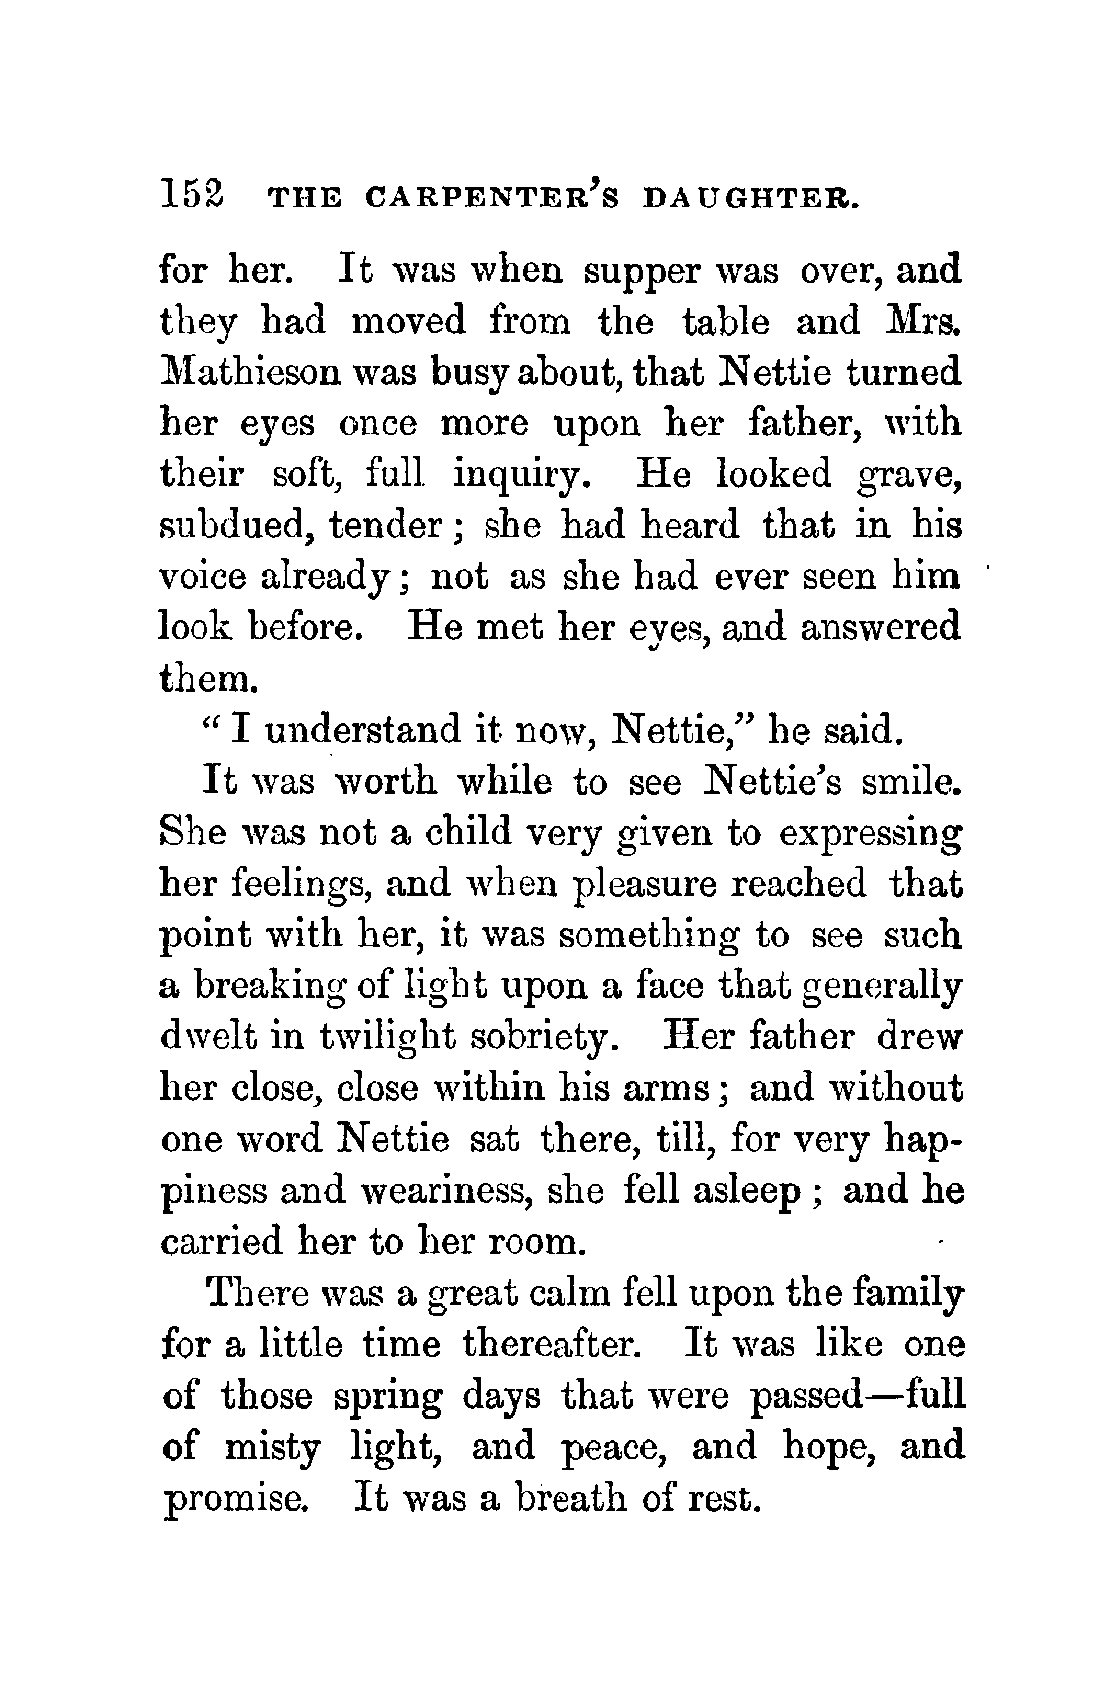 152 THE CARPENTER'S DAUGHTER.
for her. It was when supper was over, and
they had moved from the table and Mrs.
Mathieson was busy about, that Nettie turned
her eyes once more upon her father, with
their soft, full inquiry. He looked grave,
subdued, tender; she had heard that in his
voice already; not as she had ever seen him
look before. He met her eyes, and answered
them.
"I understand it now, Nettie," he said.
It was worth while to see Nettie's smile.
She was not a child very given to expressing
her feelings, and when pleasure reached that
point with her, it was something to see such
a breaking of light upon a face that generally
dwelt in twilight sobriety. Her father drew
her close, close within his arms; and without
one word Nettie sat there, till, for very hap-
piness and weariness, she fell asleep; and he
carried her to her room.
There was a great calm fell upon the family
for a little time thereafter. It was like one
of those spring days that were passed—full
of misty light, and peace, and hope, and
promise. It was a breath of rest.